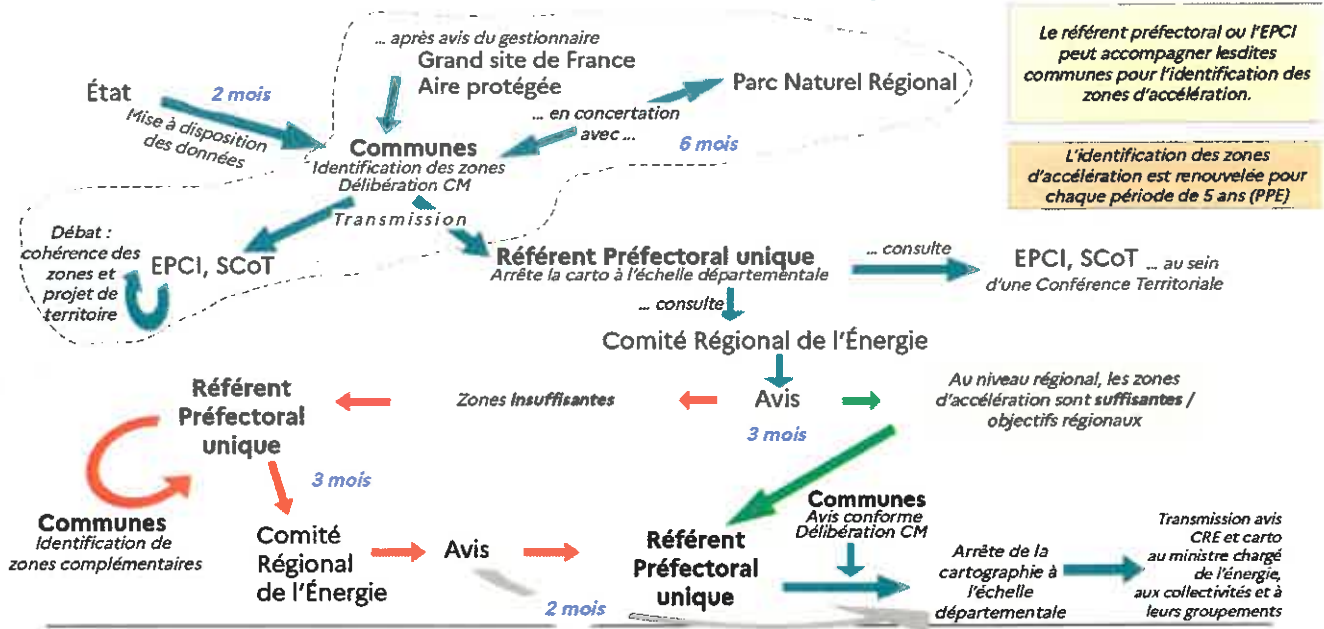 ... après avis du gestionnaire
Grand site de France
Aire protégée
État
2 mois
Mise à disposition
des données
Parc Naturel Régional
... en concertation
avec ...
6 mois
Communes
Identification des zones
Délibération CM
Transmission
Le référent préfectoral ou l'EPCI
peut accompagner lesdites
communes pour l'identification des
zones d'accélération.
L'identification des zones
d'accélération est renouvelée pour
chaque période de 5 ans (PPE)
Débat :
cohérence des
zones et
projet de
territoire
EPCI, SCoT
Référent Préfectoral unique
Arrête la carto à l'échelle départementale
... consulte
EPCI, SCoT ... au sein
d'une Conférence Territoriale
... consulte
Comité Régional de l'Énergie
Référent
Préfectoral
unique
Zones Insuffisantes
Avis
3 mois
Au niveau régional, les zones
d'accélération sont suffisantes /
objectifs régionaux
3 mois
Communes
Identification de
zones complémentaires
Comité
Régional
de l'Énergie
Avis
2 mois
Référent
Préfectoral
unique
Communes
Avis conforme
Délibération CM
Arrête de la
cartographie à
l'échelle
départementale
Transmission avis
CRE et carto
au ministre chargé
de l'énergie,
aux collectivités et à
leurs groupements